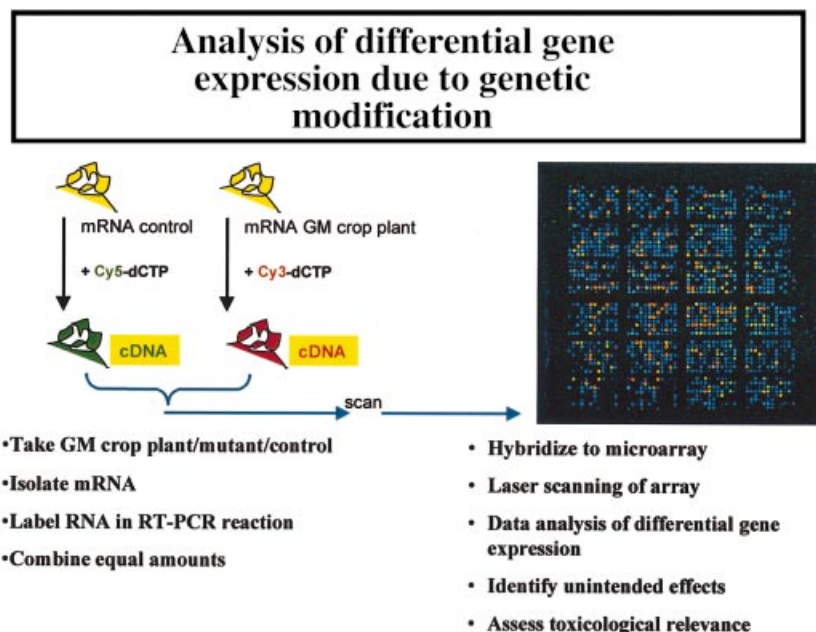 Analysis of differential gene
expression due to genetic
modification
mRNA control
mRNA GM crop plant
+ Cy5-dCTP
+ Cy3-dCTP
cDNA
cDNA
scan
•Take GM crop plant/mutant/control
•Isolate mRNA
•Label RNA in RT-PCR reaction
•Combine equal amounts
• Hybridize to microarray
• Laser scanning of array
• Data analysis of differential gene
expression
• Identify unintended effects
• Assess toxicological relevance